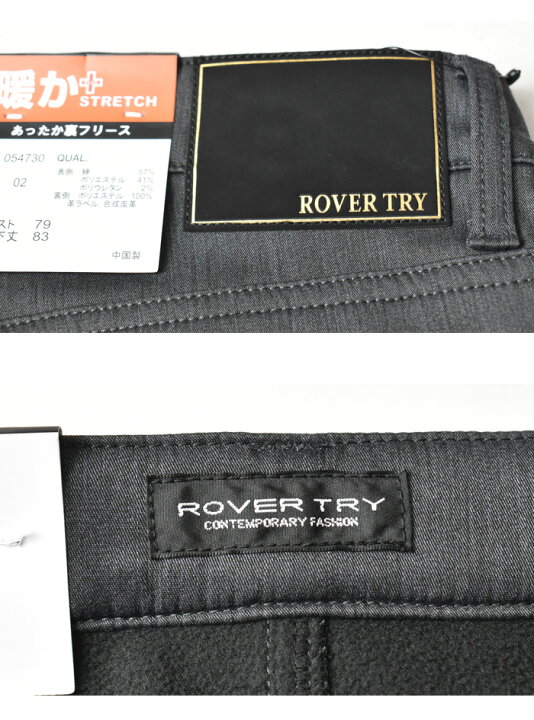 暖か+
STRETCH
あったか裏フリース
054730 QUAL.
表側 綿 57%
ポリエステル 41%
02 ポリウレタン 2%
裏側 ポリエステル 100%
革ラベル 合成皮革
スト 79
下丈 83
中国製
ROVER TRY
ROVER TRY
CONTEMPORARY FASHION